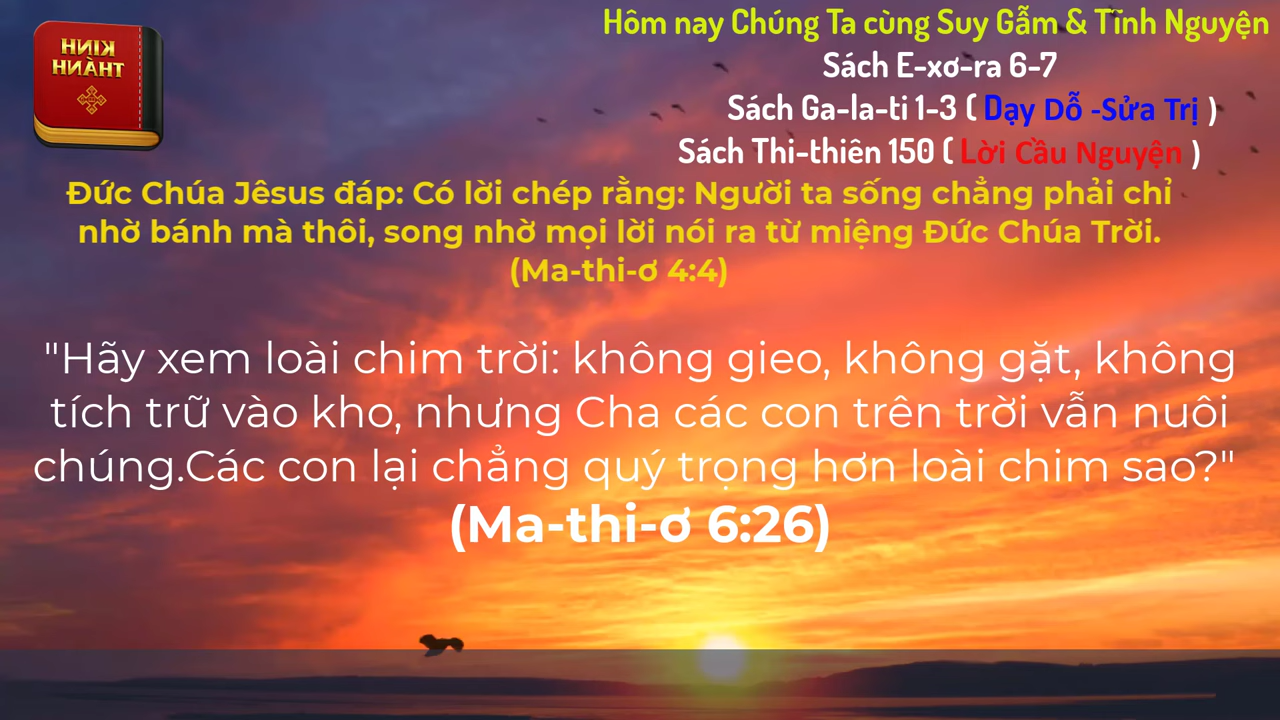 KINH
THÀNH
Hôm nay Chúng Ta cùng Suy Gẫm & Tĩnh Nguyện
Sách E-xơ-ra 6-7
Sách Ga-la-ti 1-3 ( Dạy Dỗ -Sửa Trị )
Sách Thi-thiên 150 ( Lời Cầu Nguyện )
Đức Chúa Jêsus đáp: Có lời chép rằng: Người ta sống chẳng phải chỉ
nhờ bánh mà thôi, song nhờ mọi lời nói ra từ miệng Đức Chúa Trời.
(Ma-thi-ơ 4:4)
"Hãy xem loài chim trời: không gieo, không gặt, không
tích trữ vào kho, nhưng Cha các con trên trời vẫn nuôi
chúng.Các con lại chẳng quý trọng hơn loài chim sao?"
(Ma-thi-ơ 6:26)